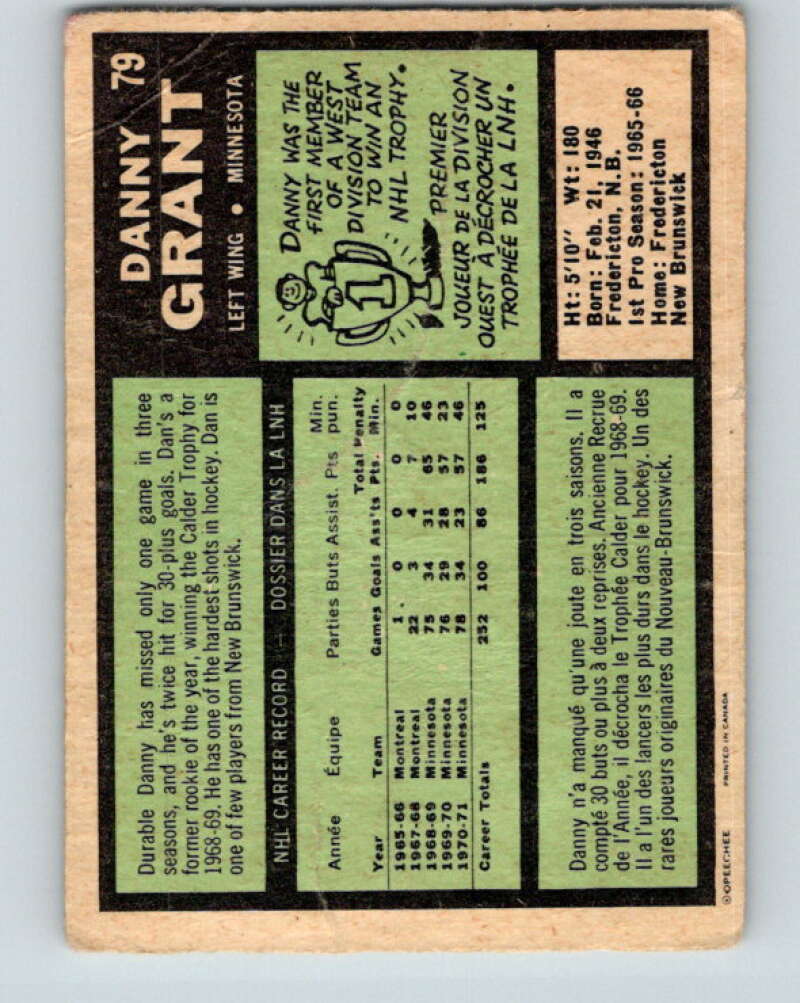 DANNY 79
GRANT
LEFT WING • MINNESOTA
Durable Danny has missed only one game in three
seasons, and he's twice hit for 30-plus goals. Dan's a
former rookie of the year, winning the Calder Trophy for
1968-69. He has one of the hardest shots in hockey. Dan is
one of few players from New Brunswick.
DANNY WAS THE
FIRST MEMBER
OF A WEST
DIVISION TEAM
TO WIN AN
NHL TROPHY.
1
PREMIER
JOUEUR DE LA DIVISION
OUEST À DÉCROCHER UN
TROPHÉE DE LA LNH.
NHL CAREER RECORD — DOSSIER DANS LA LNH
Année Équipe Parties Buts Assist. Pts Min. pun.
Year Team Games Goals Ass'ts Total Pts. Penalty Min.
1965-66 Montreal 1 0 0 0 0
1967-68 Montreal 22 3 4 7 10
1968-69 Minnesota 75 34 31 65 46
1969-70 Minnesota 76 29 28 57 23
1970-71 Minnesota 78 34 23 57 46
Career Totals 252 100 86 186 125
Ht: 5'10" Wt: 180
Born: Feb. 21, 1946
Fredericton, N.B.
1st Pro Season: 1965-66
Home: Fredericton
New Brunswick
Danny n'a manqué qu'une joute en trois saisons. Il a
compté 30 buts ou plus à deux reprises. Ancienne Recrue
de l'Année, il décrocha le Trophée Calder pour 1968-69.
Il a l'un des lancers les plus durs dans le hockey. Un des
rares joueurs originaires du Nouveau-Brunswick.
©O-PEE-CHEE PRINTED IN CANADA